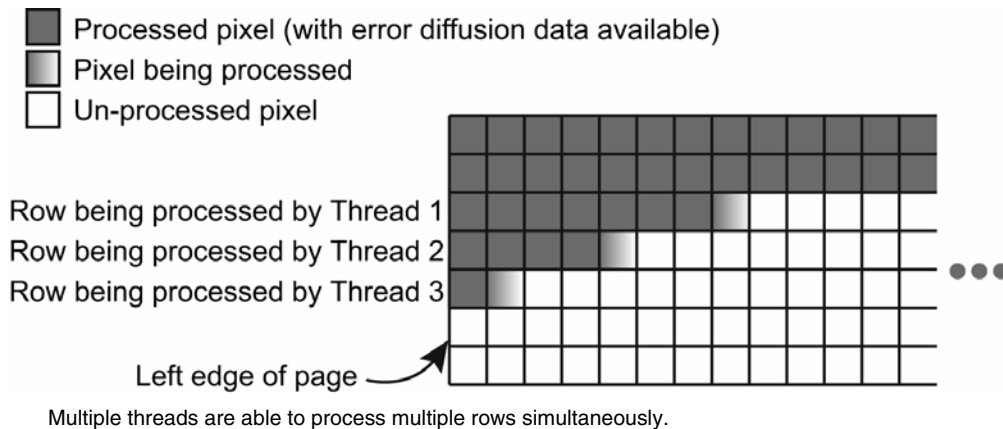 Processed pixel (with error diffusion data available)
Pixel being processed
Un-processed pixel
Row being processed by Thread 1
Row being processed by Thread 2
Row being processed by Thread 3
Left edge of page
Multiple threads are able to process multiple rows simultaneously.